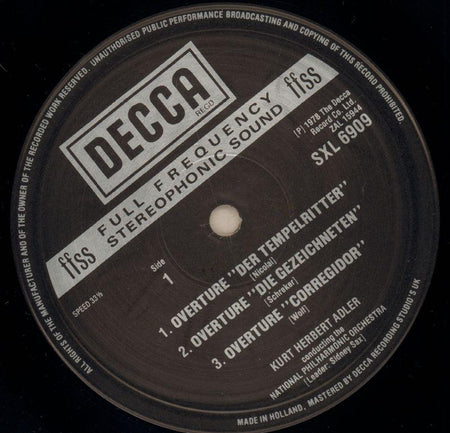 ALL RIGHTS OF THE MANUFACTURER AND OF THE OWNER OF THE RECORDED WORK RESERVED. UNAUTHORISED PUBLIC PERFORMANCE BROADCASTING AND COPYING OF THIS RECORD PROHIBITED.
DECCA
REGD
ffss
FULL FREQUENCY
STEREOPHONIC SOUND
ffss
[P] 1978 The Decca
Record Co. Ltd.
ZAL 15944
SXL 6909
SPEED 33⅓
Side
1
1. OVERTURE "DER TEMPELRITTER"
[Nicolai]
2. OVERTURE "DIE GEZEICHNETEN"
[Schreker]
3. OVERTURE "CORREGIDOR"
[Wolf]
KURT HERBERT ADLER
conducting the
NATIONAL PHILHARMONIC ORCHESTRA
[Leader: Sidney Sax]
MADE IN HOLLAND, MASTERED BY DECCA RECORDING STUDIO'S UK